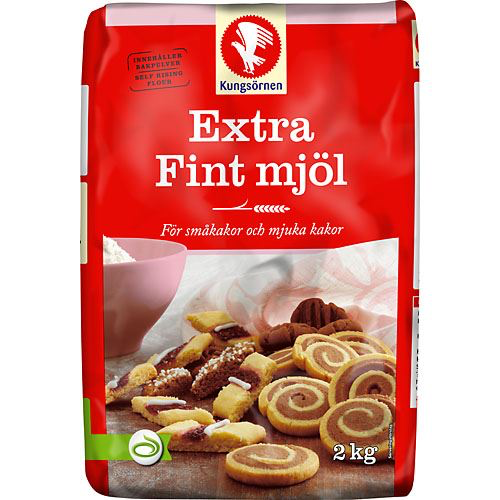 Kungsörnen
INNEHÅLLER
BAKPULVER
SELF RISING
FLOUR
Extra
Fint mjöl
För småkakor och mjuka kakor
2 kg